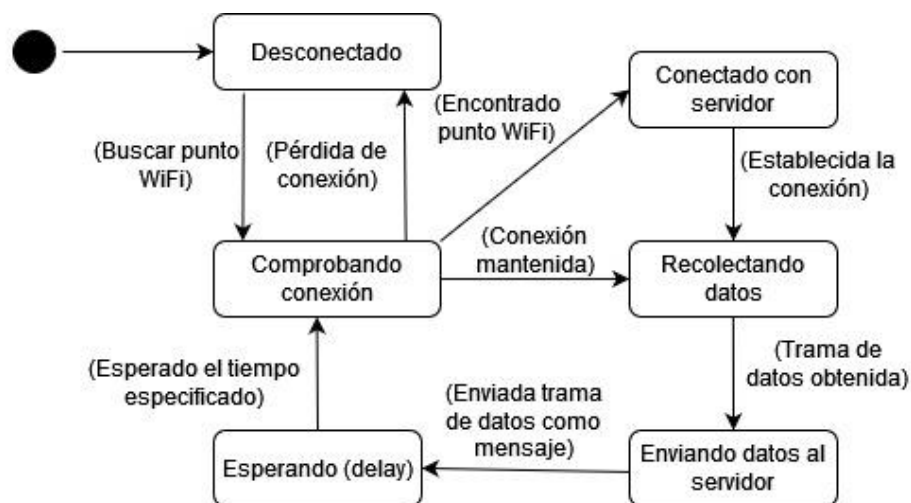 Desconectado
Conectado con
servidor
(Encontrado
punto WiFi)
(Buscar punto
WiFi)
(Pérdida de
conexión)
(Establecida la
conexión)
Comprobando
conexión
(Conexión
mantenida)
Recolectando
datos
(Esperado el tiempo
especificado)
(Trama de
datos obtenida)
(Enviada trama
de datos como
mensaje)
Esperando (delay)
Enviando datos al
servidor